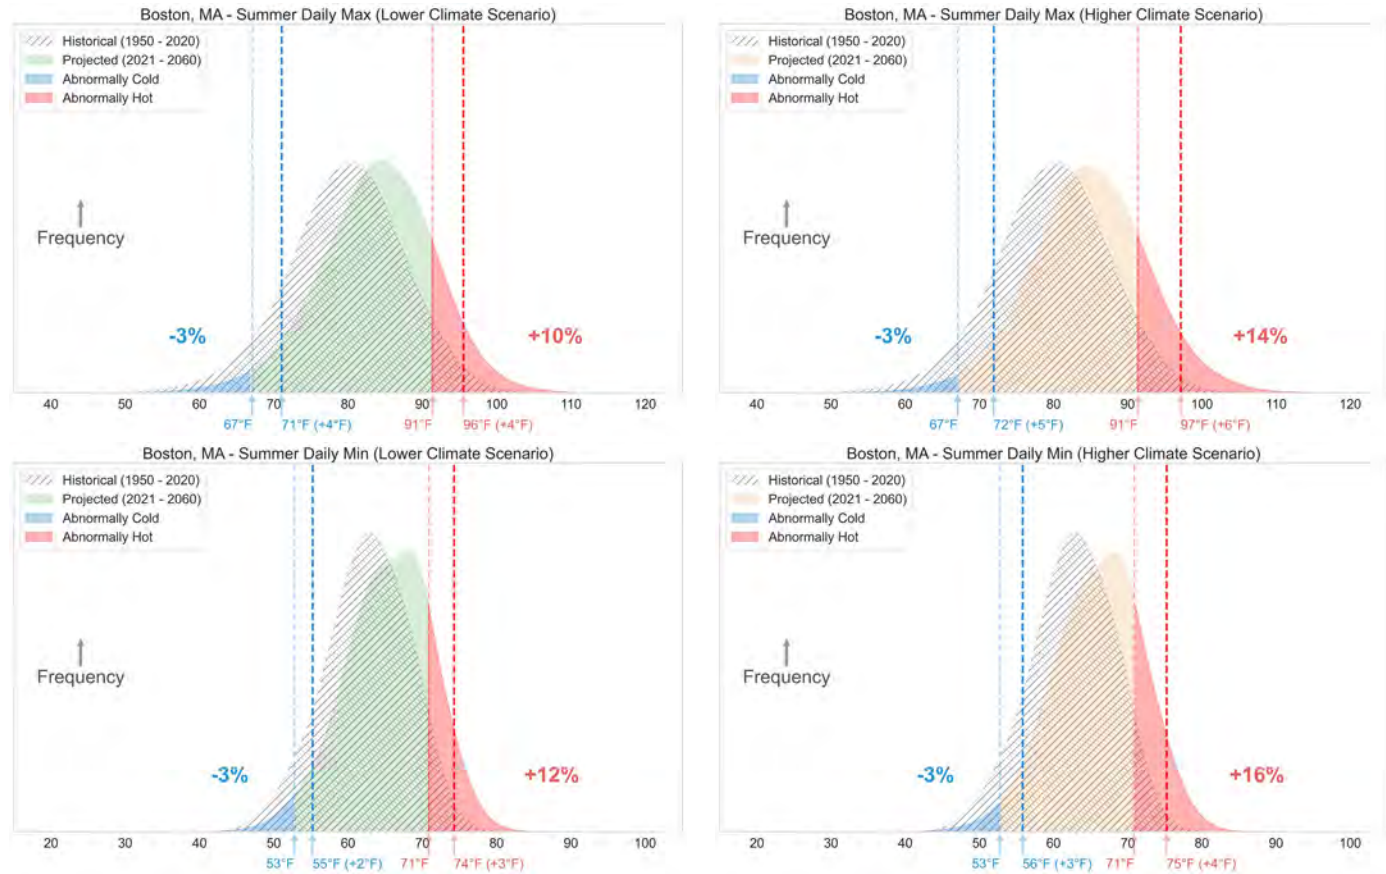 Boston, MA - Summer Daily Max (Lower Climate Scenario)
Historical (1950 - 2020)
Projected (2021 - 2060)
Abnormally Cold
Abnormally Hot
Frequency
-3%
+10%
40 50 60 70 80 90 100 110 120
67°F 71°F (+4°F) 91°F 96°F (+4°F)
Boston, MA - Summer Daily Max (Higher Climate Scenario)
Historical (1950 - 2020)
Projected (2021 - 2060)
Abnormally Cold
Abnormally Hot
Frequency
-3%
+14%
40 50 60 70 80 90 100 110 120
67°F 72°F (+5°F) 91°F 97°F (+6°F)
Boston, MA - Summer Daily Min (Lower Climate Scenario)
Historical (1950 - 2020)
Projected (2021 - 2060)
Abnormally Cold
Abnormally Hot
Frequency
-3%
+12%
20 30 40 50 60 70 80 90 100
53°F 55°F (+2°F) 71°F 74°F (+3°F)
Boston, MA - Summer Daily Min (Higher Climate Scenario)
Historical (1950 - 2020)
Projected (2021 - 2060)
Abnormally Cold
Abnormally Hot
Frequency
-3%
+16%
20 30 40 50 60 70 80 90 100
53°F 56°F (+3°F) 71°F 75°F (+4°F)